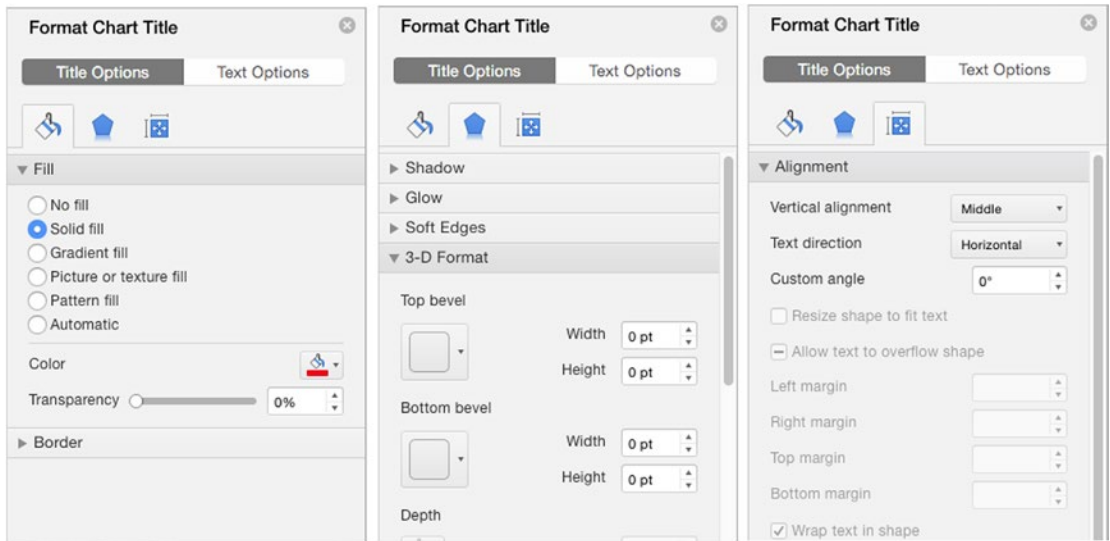 Format Chart Title
Title Options Text Options
Fill
No fill
Solid fill
Gradient fill
Picture or texture fill
Pattern fill
Automatic
Color
Transparency 0%
Border
Format Chart Title
Title Options Text Options
Shadow
Glow
Soft Edges
3-D Format
Top bevel
Width 0 pt
Height 0 pt
Bottom bevel
Width 0 pt
Height 0 pt
Depth
Format Chart Title
Title Options Text Options
Alignment
Vertical alignment Middle
Text direction Horizontal
Custom angle 0°
Resize shape to fit text
Allow text to overflow shape
Left margin
Right margin
Top margin
Bottom margin
Wrap text in shape